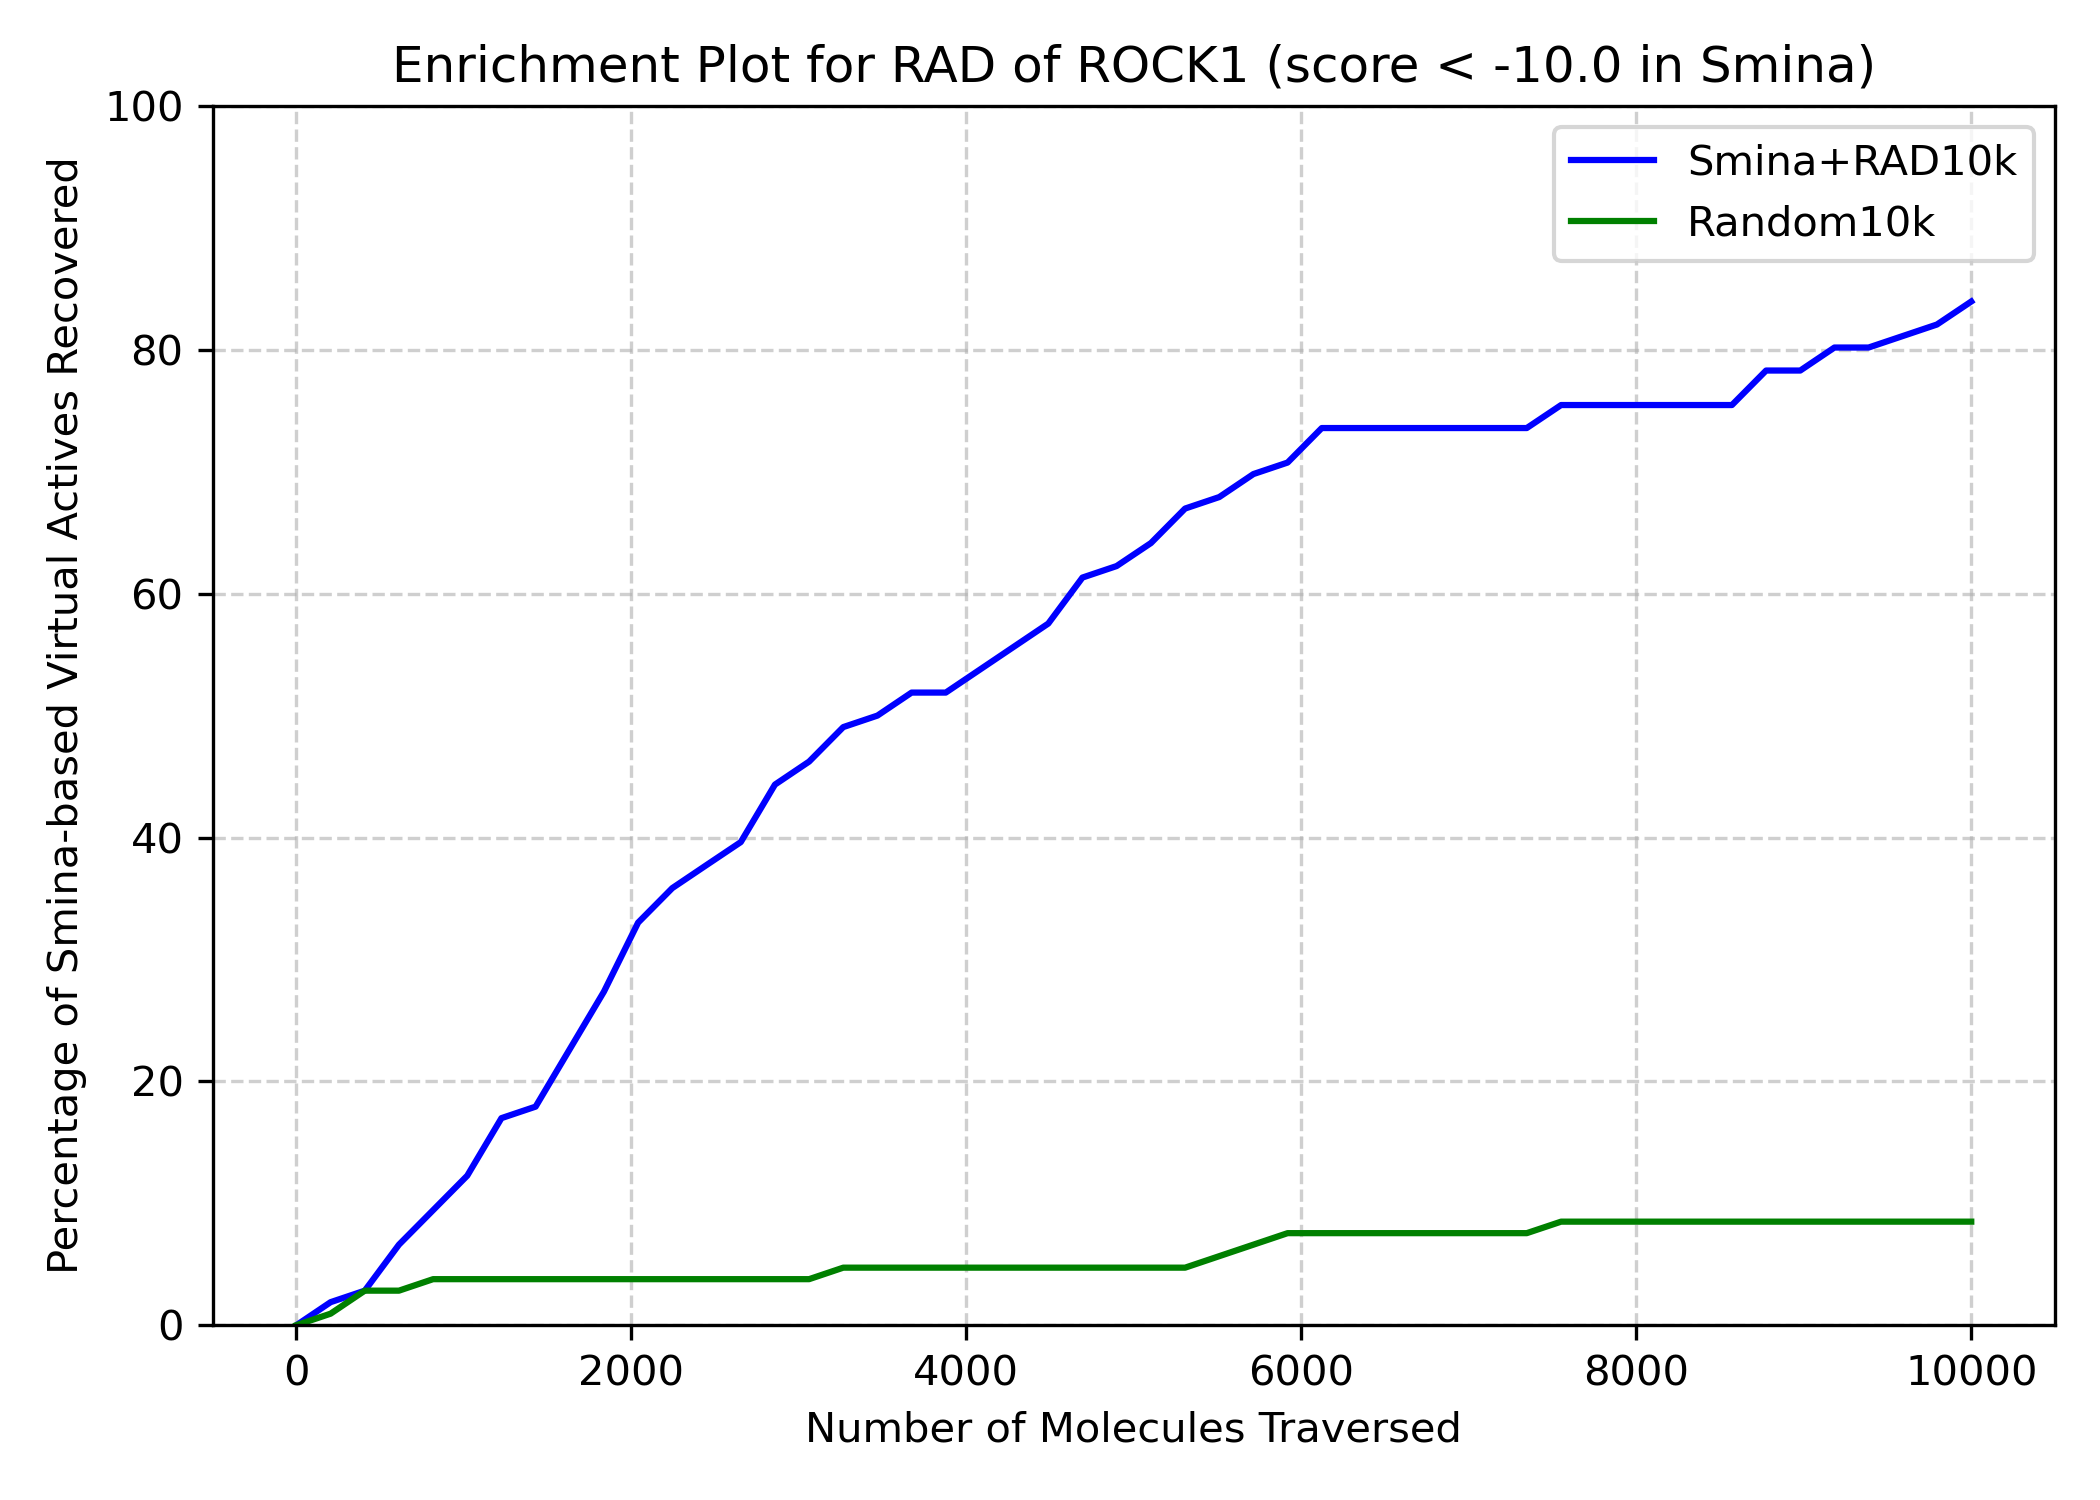 Enrichment Plot for RAD of ROCK1 (score < -10.0 in Smina)
Percentage of Smina-based Virtual Actives Recovered
100
80
60
40
20
0
Smina+RAD10k
Random10k
0 2000 4000 6000 8000 10000
Number of Molecules Traversed